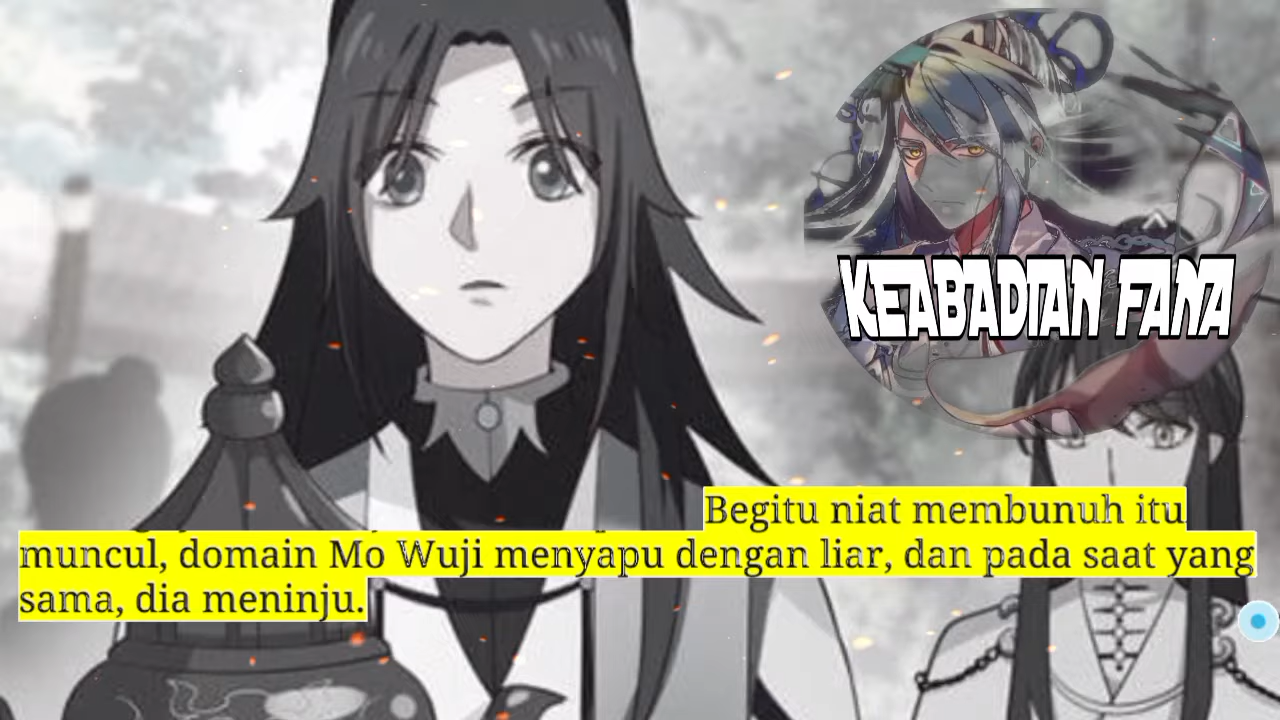 KEABADIAN FANA
Begitu niat membunuh itu
muncul, domain Mo Wuji menyapu dengan liar, dan pada saat yang
sama, dia meninju.